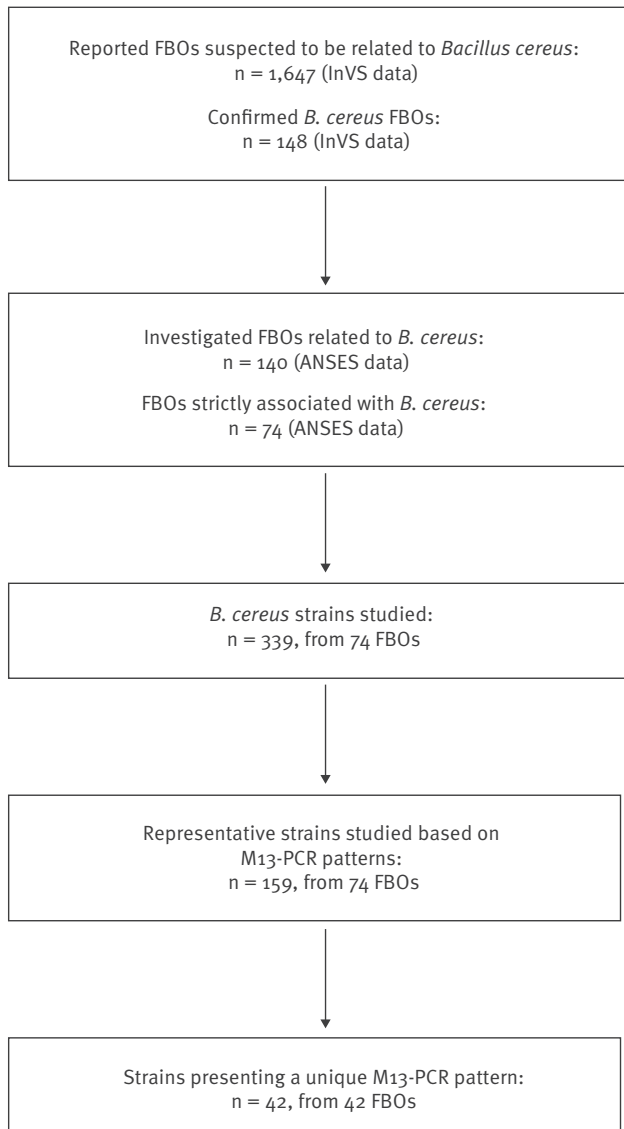 Reported FBOs suspected to be related to Bacillus cereus:
n = 1,647 (InVS data)
Confirmed B. cereus FBOs:
n = 148 (InVS data)
Investigated FBOs related to B. cereus:
n = 140 (ANSES data)
FBOs strictly associated with B. cereus:
n = 74 (ANSES data)
B. cereus strains studied:
n = 339, from 74 FBOs
Representative strains studied based on
M13-PCR patterns:
n = 159, from 74 FBOs
Strains presenting a unique M13-PCR pattern:
n = 42, from 42 FBOs